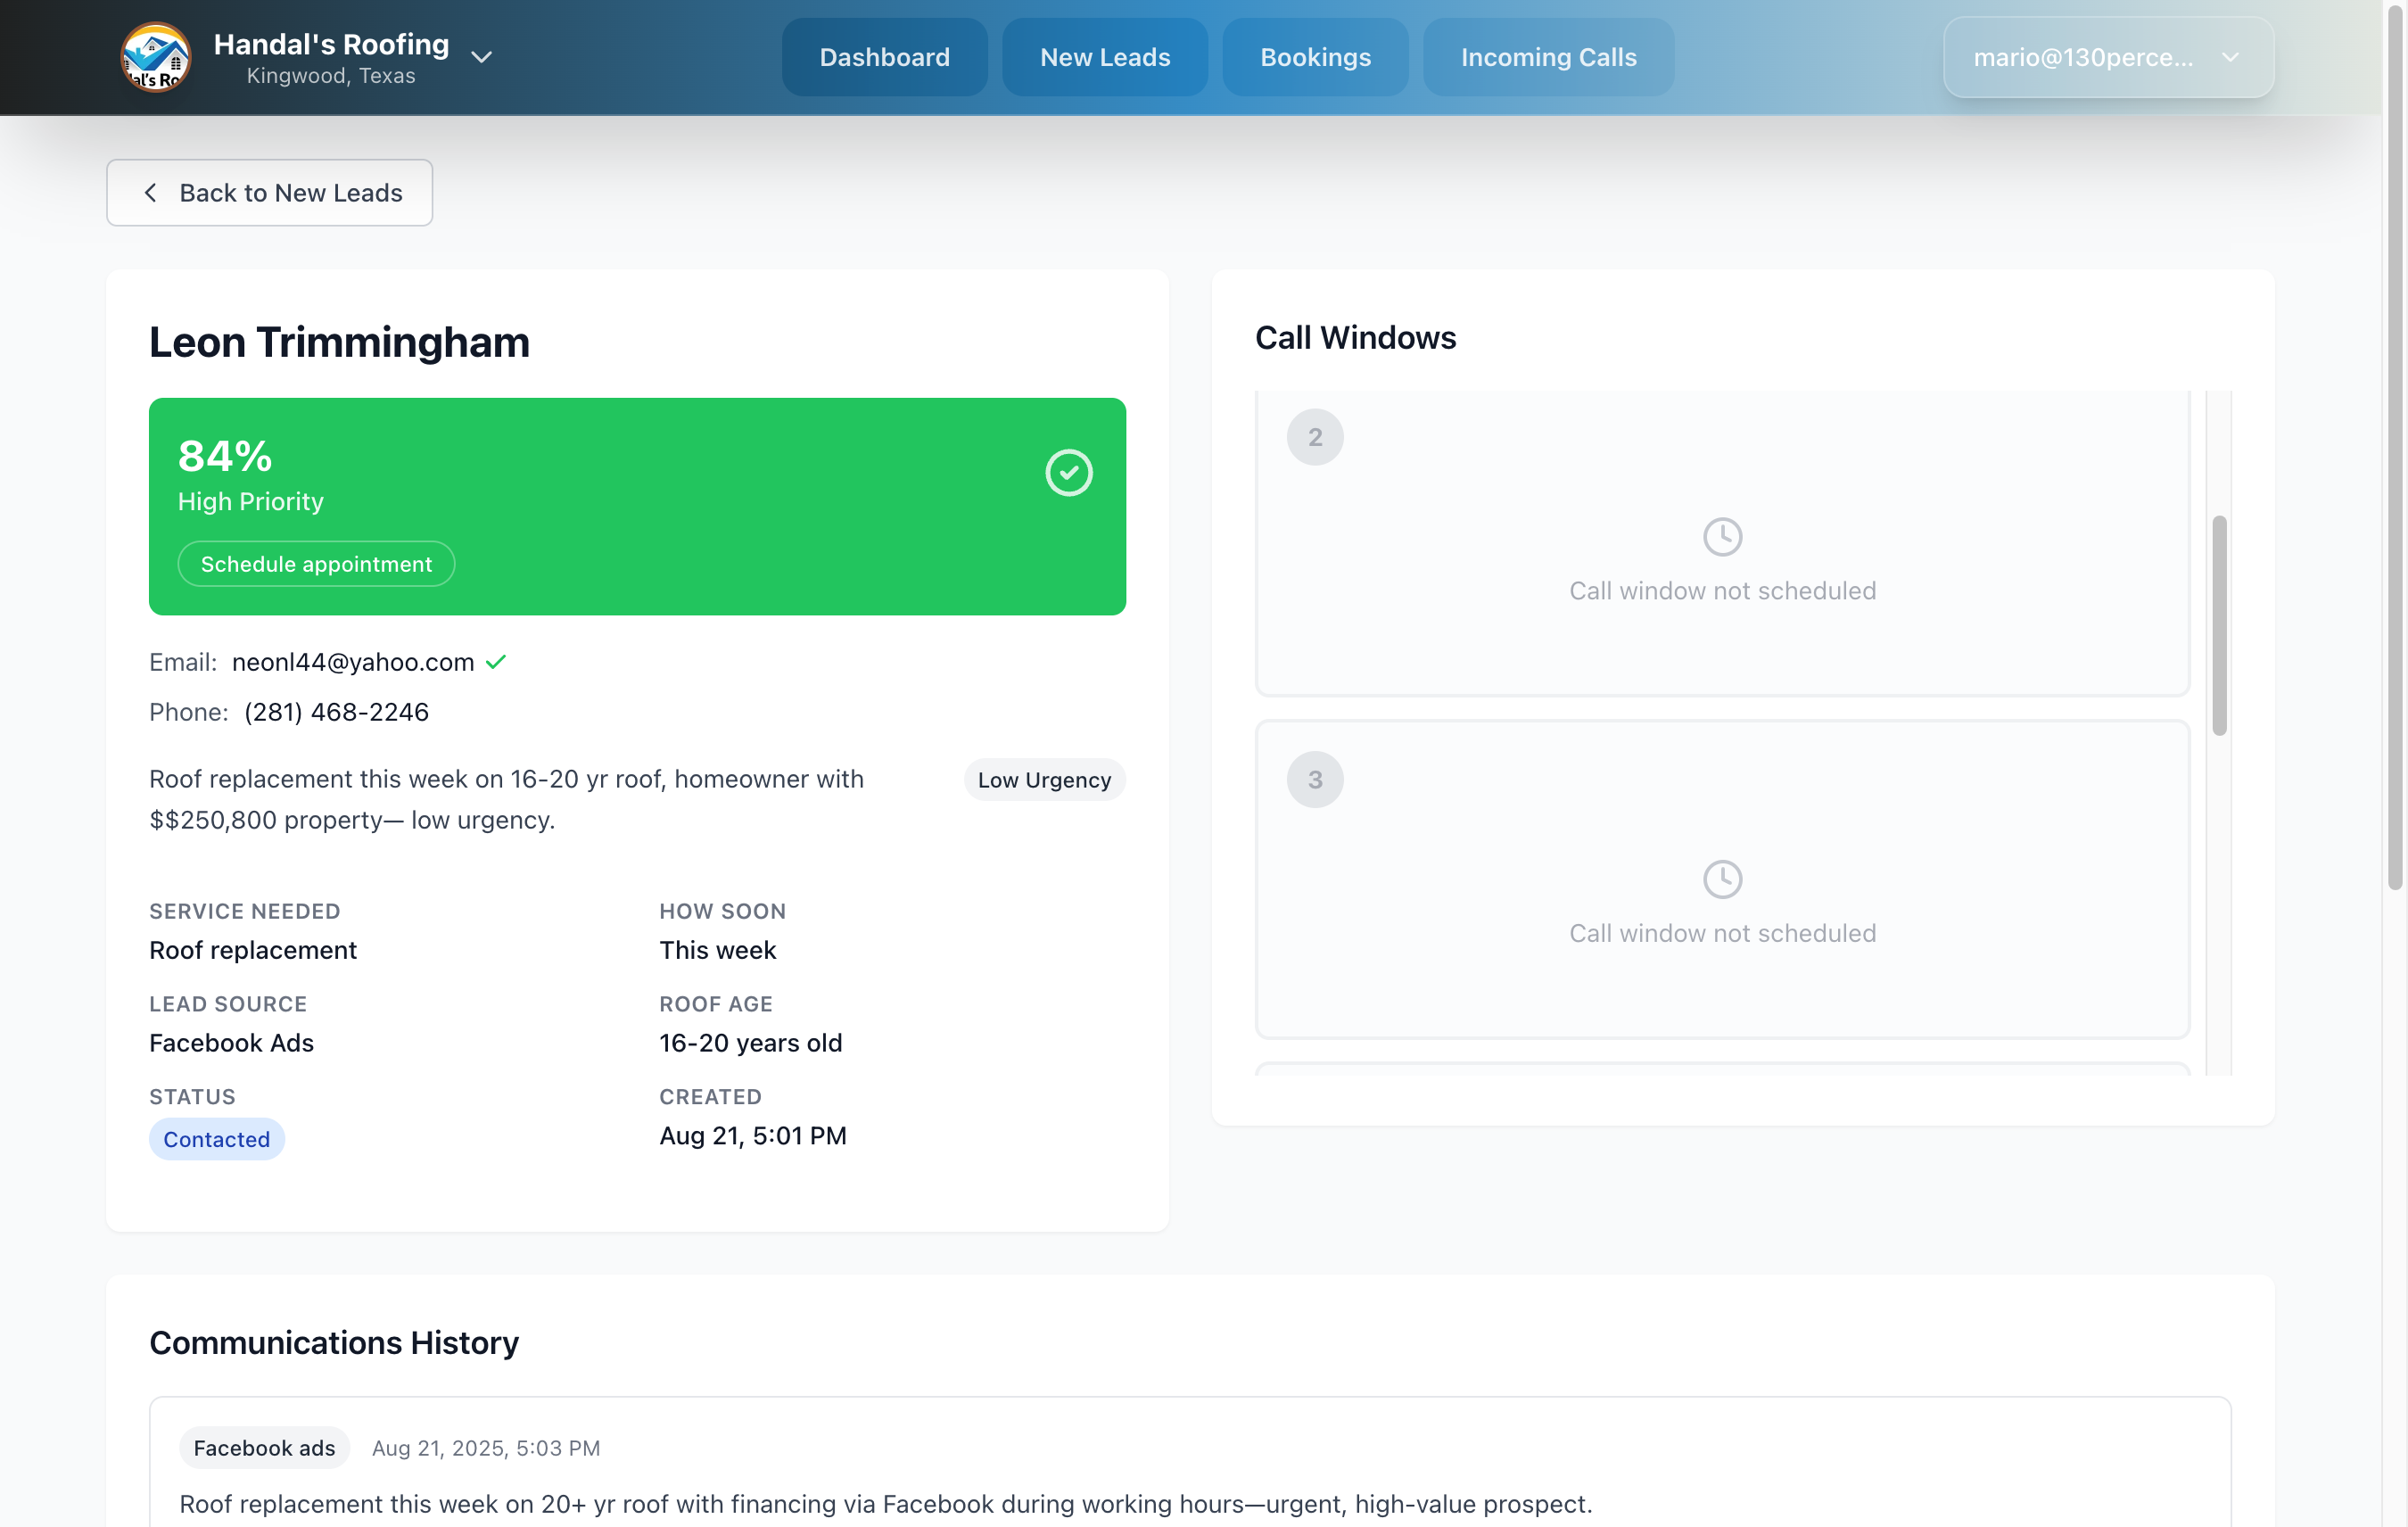 Handal's Roofing
Kingwood, Texas
al's Ro
Dashboard
New Leads
Bookings
Incoming Calls
mario@130perce...
Back to New Leads
Leon Trimmingham
84%
High Priority
Schedule appointment
Email: neonl44@yahoo.com
Phone: (281) 468-2246
Roof replacement this week on 16-20 yr roof, homeowner with
$$250,800 property— low urgency.
Low Urgency
SERVICE NEEDED
Roof replacement
HOW SOON
This week
LEAD SOURCE
Facebook Ads
ROOF AGE
16-20 years old
STATUS
Contacted
CREATED
Aug 21, 5:01 PM
Call Windows
2
Call window not scheduled
3
Call window not scheduled
Communications History
Facebook ads
Aug 21, 2025, 5:03 PM
Roof replacement this week on 20+ yr roof with financing via Facebook during working hours—urgent, high-value prospect.